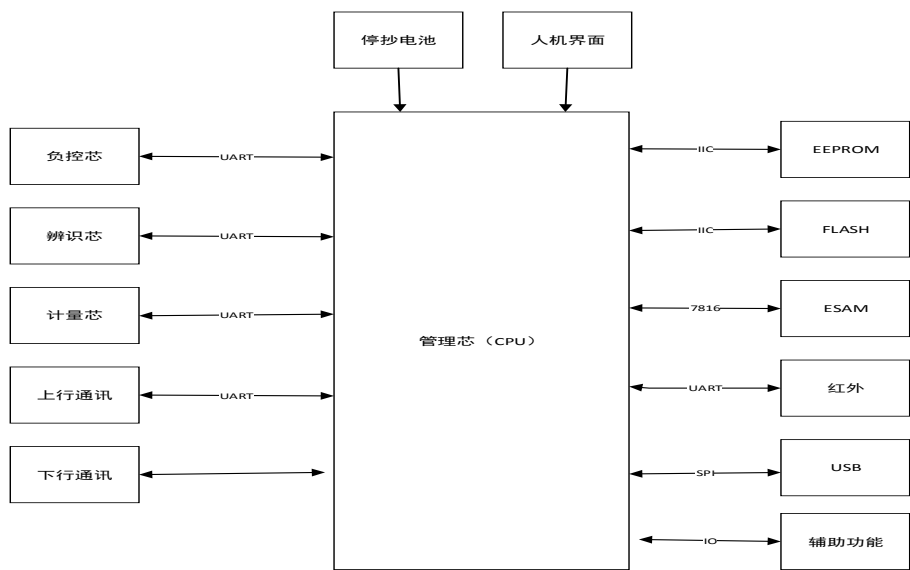 停抄电池
人机界面
负控芯
UART
IIC
EEPROM
辨识芯
UART
IIC
FLASH
计量芯
UART
7816
ESAM
管理芯（CPU）
上行通讯
UART
UART
红外
下行通讯
SPI
USB
IO
辅助功能